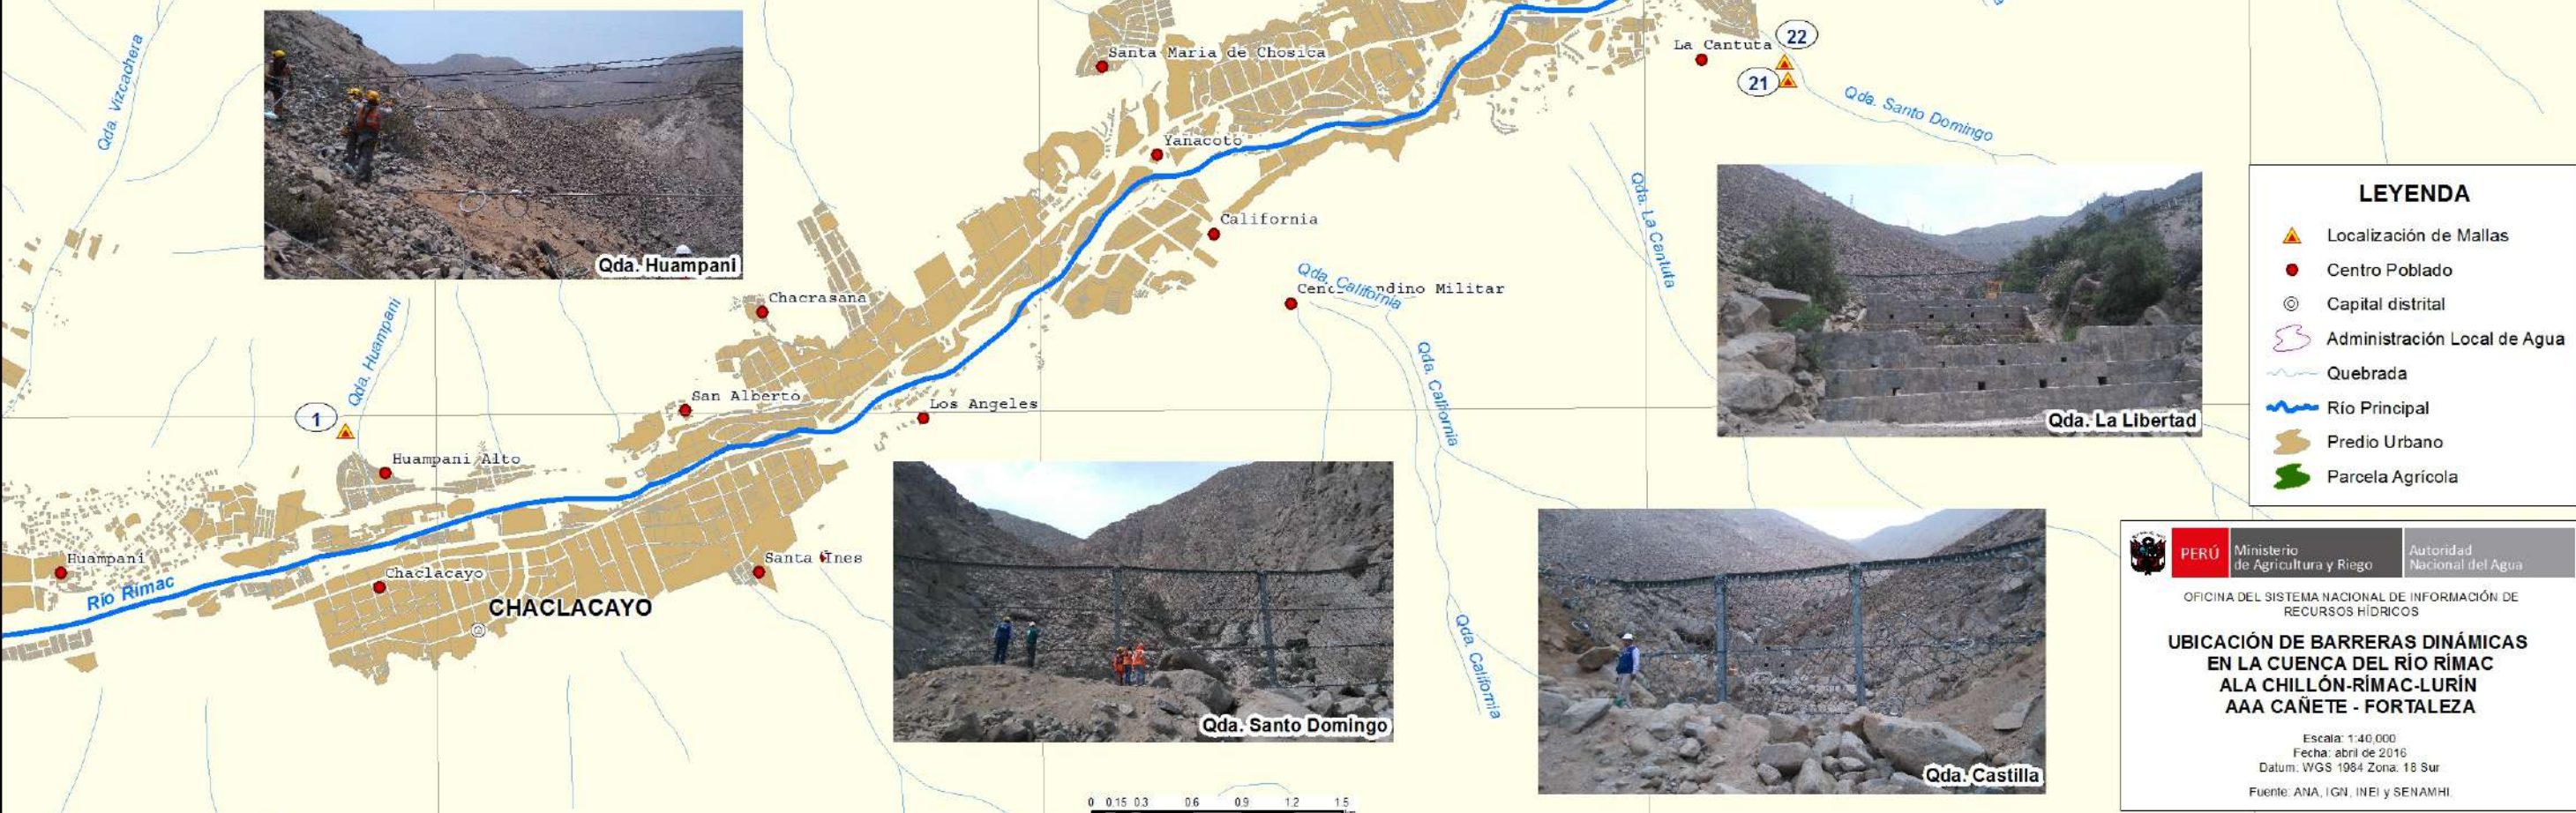 Qda. Vizcachera
Qda. Huampani
Santa Maria de Chosica
La Cantuta
22
21
Qda. Santo Domingo
Yanacoto
California
Qda. La Cantuta
Qda. California
Andino Militar
Chacrasana
Qda. Huampani
Qda. California
San Alberto
Los Angeles
1
Huampani Alto
Huampaní
Río Rímac
Chaclacayo
CHACLACAYO
Santa Ines
Qda. California
Qda. La Libertad
Qda. Santo Domingo
Qda. Castilla
0 0.15 0.3 0.6 0.9 1.2 1.5
LEYENDA
Localización de Mallas
Centro Poblado
Capital distrital
Administración Local de Agua
Quebrada
Río Principal
Predio Urbano
Parcela Agrícola
PERÚ
Ministerio
de Agricultura y Riego
Autoridad
Nacional del Agua
OFICINA DEL SISTEMA NACIONAL DE INFORMACIÓN DE
RECURSOS HÍDRICOS
UBICACIÓN DE BARRERAS DINÁMICAS
EN LA CUENCA DEL RÍO RÍMAC
ALA CHILLÓN-RÍMAC-LURÍN
AAA CAÑETE - FORTALEZA
Escala: 1:40,000
Fecha: abril de 2016
Datum: WGS 1984 Zona: 18 Sur
Fuente: ANA, IGN, INEI y SENAMHI.